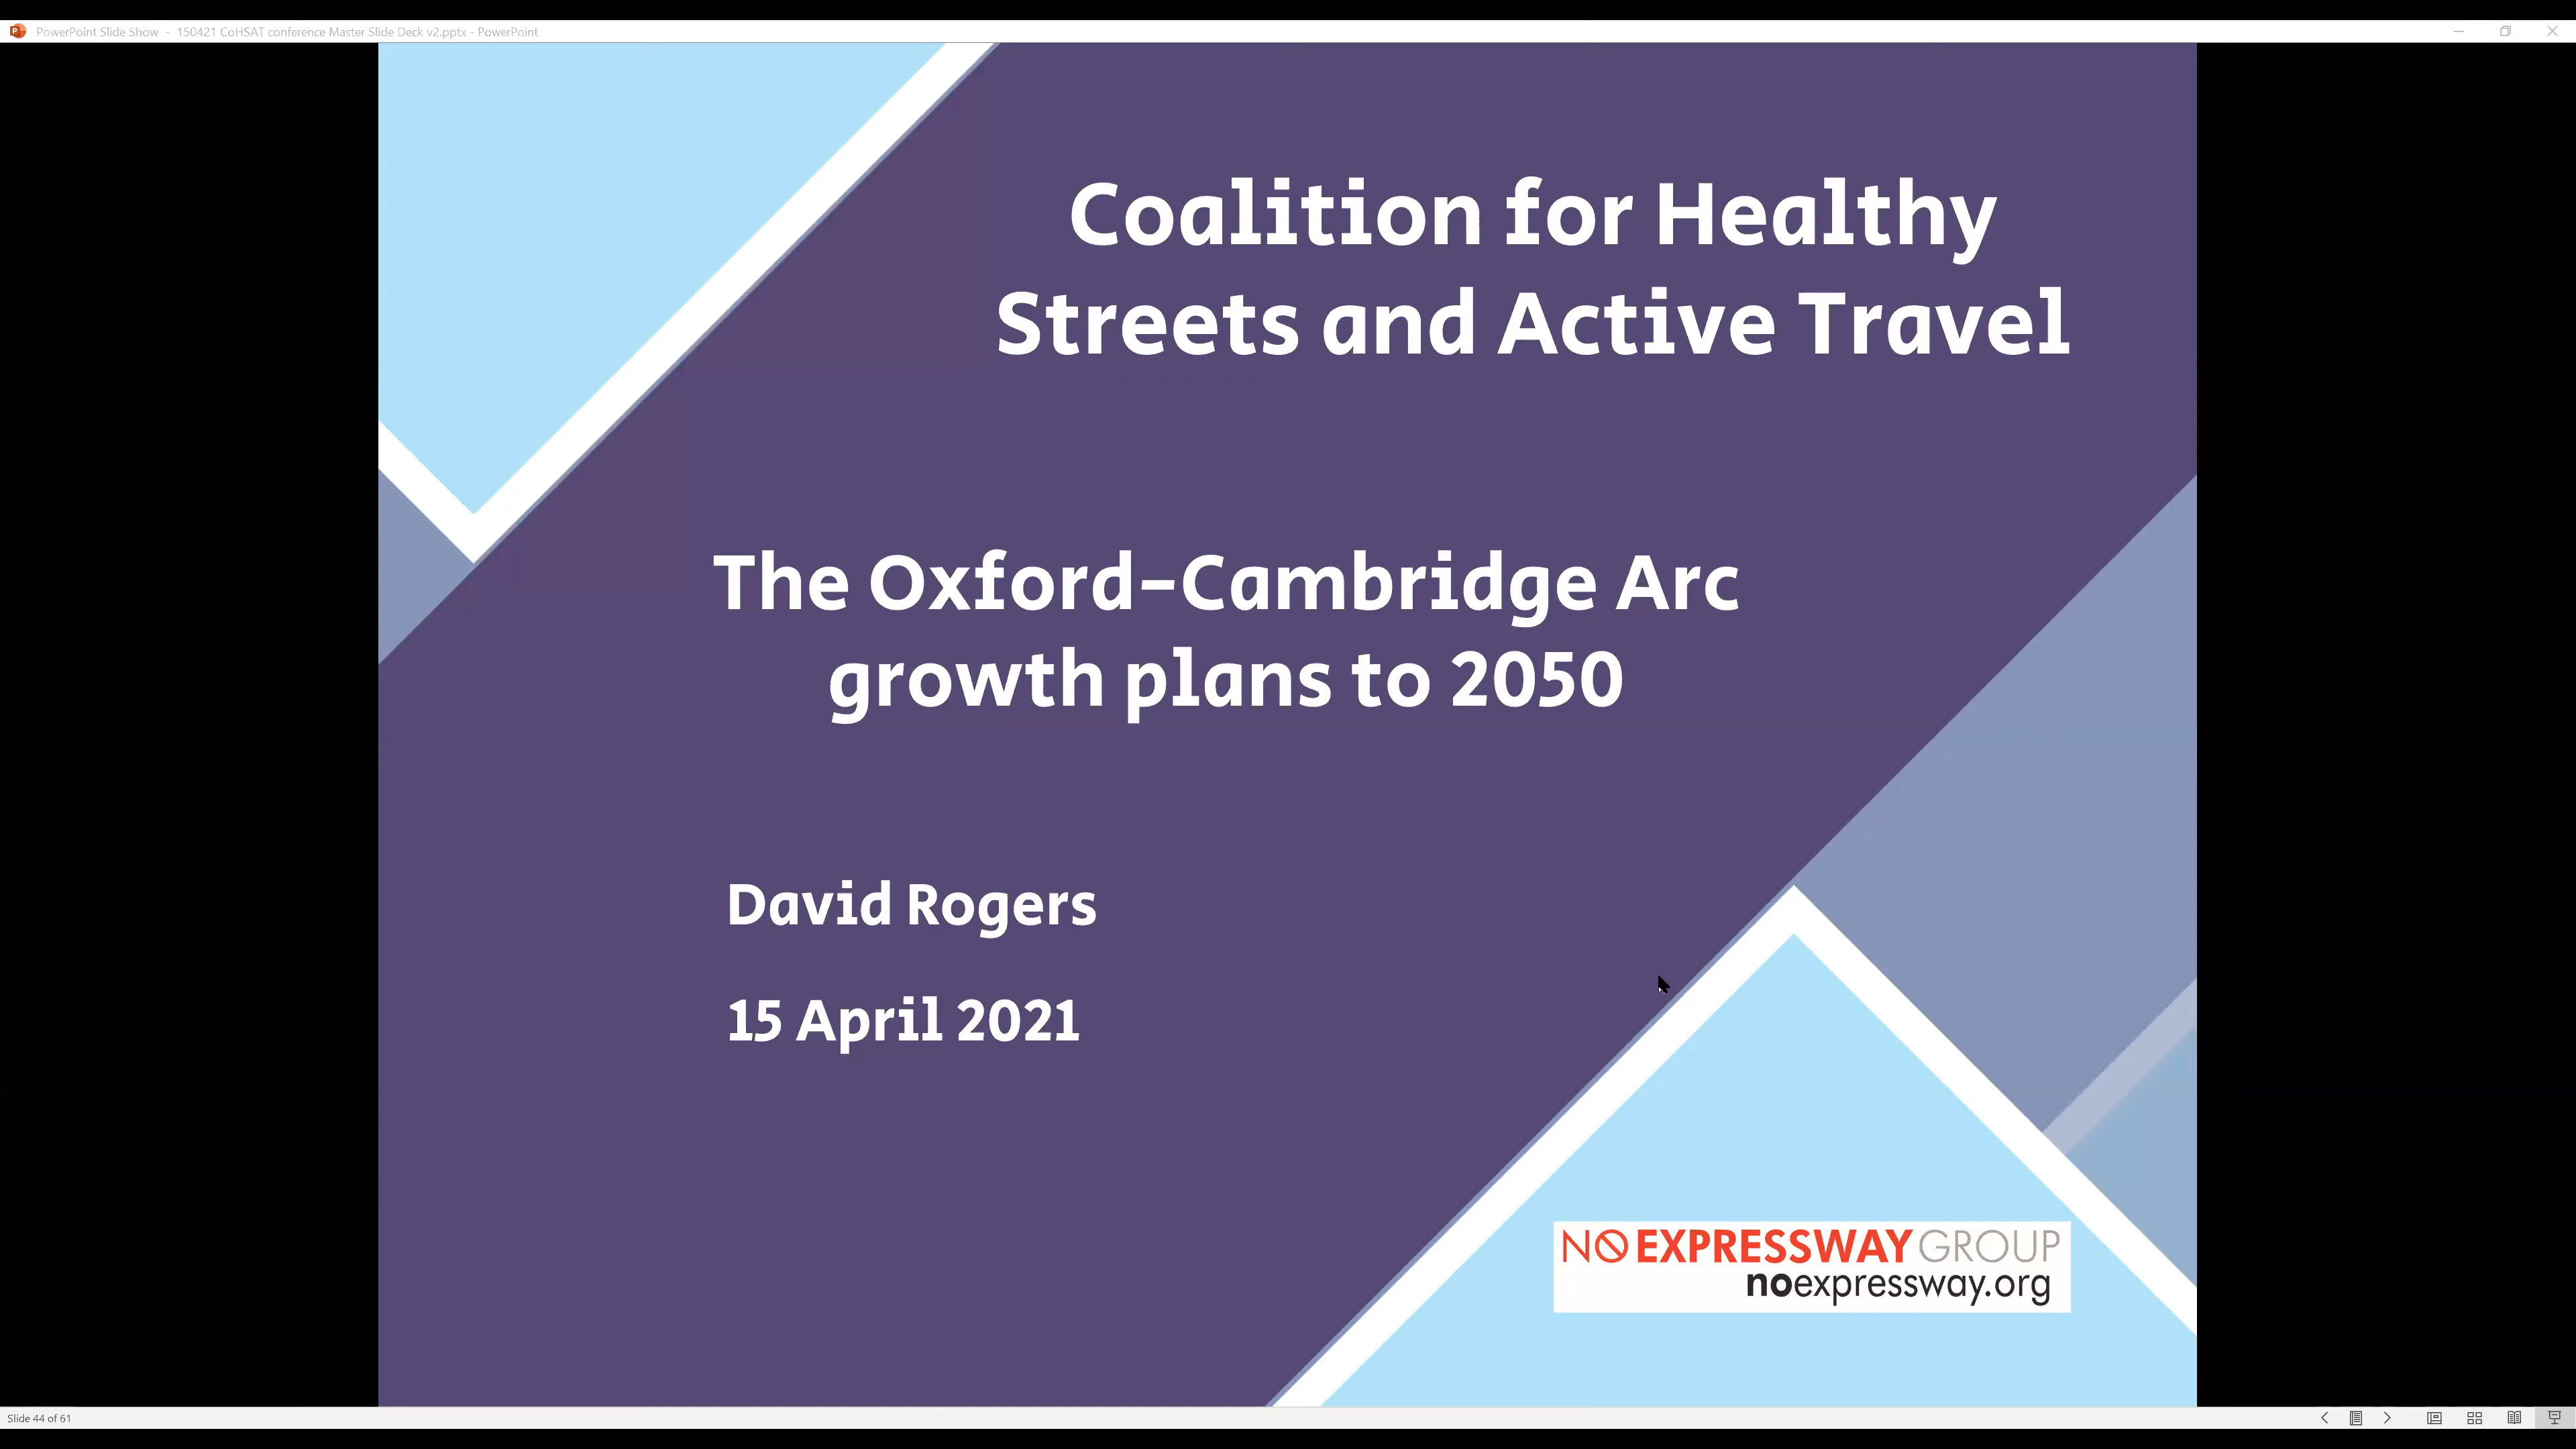 PowerPoint Slide Show - 150421 CoHSAT conference Master Slide Deck v2.pptx - PowerPoint
Coalition for Healthy
Streets and Active Travel
The Oxford–Cambridge Arc
growth plans to 2050
David Rogers
15 April 2021
NO EXPRESSWAY GROUP
noexpressway.org
Slide 44 of 61